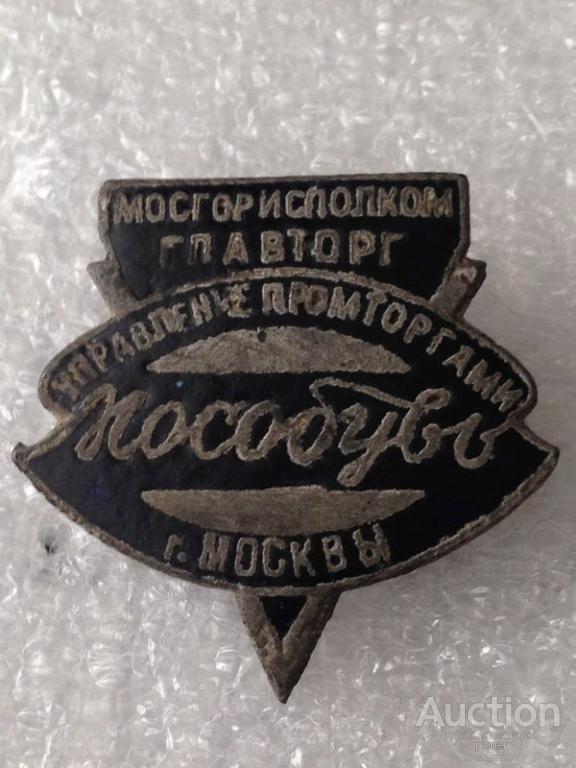 МОСГОРИСПОЛКОМ
ГЛАВТОРГ
УПРАВЛЕНИЕ ПРОМТОРГАМИ
Мособувь
г. МОСКВЫ
Auction